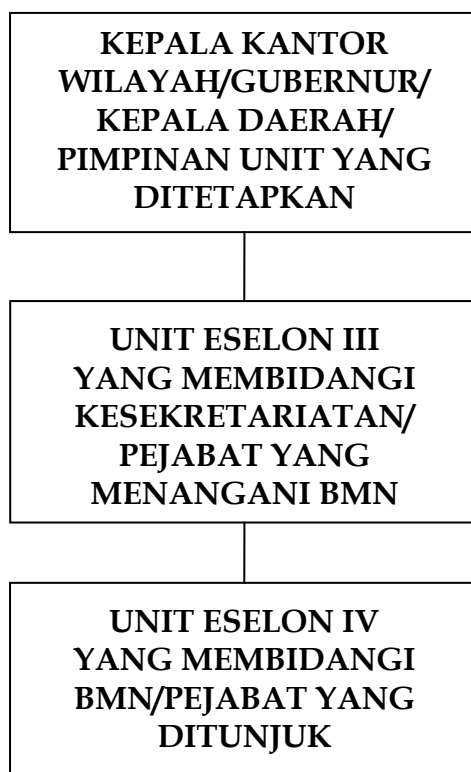 KEPALA KANTOR
WILAYAH/GUBERNUR/
KEPALA DAERAH/
PIMPINAN UNIT YANG
DITETAPKAN
UNIT ESELON III
YANG MEMBIDANGI
KESEKRETARIATAN/
PEJABAT YANG
MENANGANI BMN
UNIT ESELON IV
YANG MEMBIDANGI
BMN/PEJABAT YANG
DITUNJUK